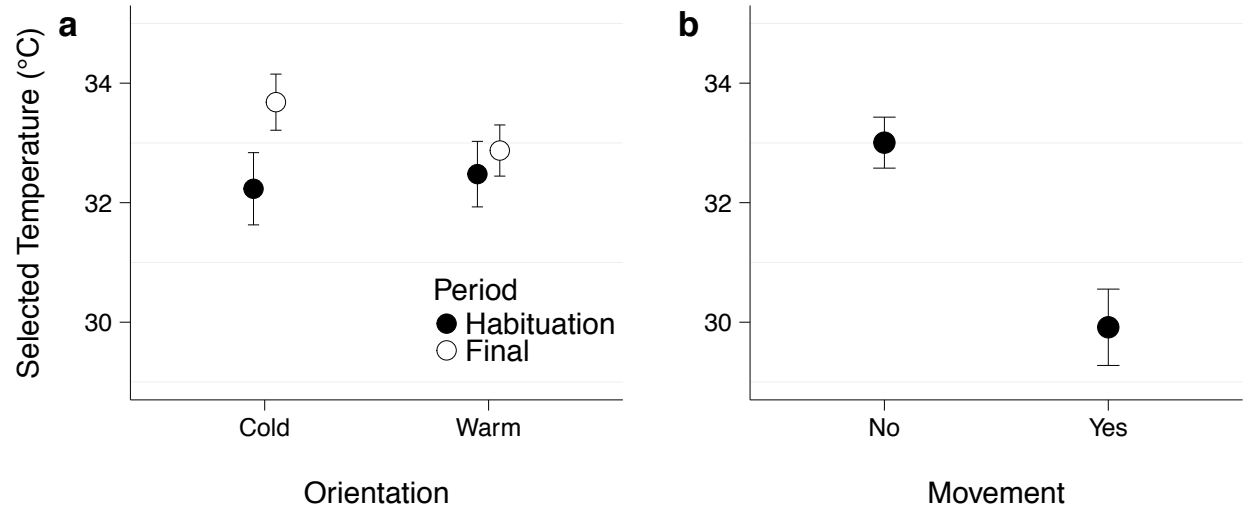 a
Selected Temperature (°C)
34
32
30
Cold
Warm
Orientation
Period
Habituation
Final
b
34
32
30
No
Yes
Movement